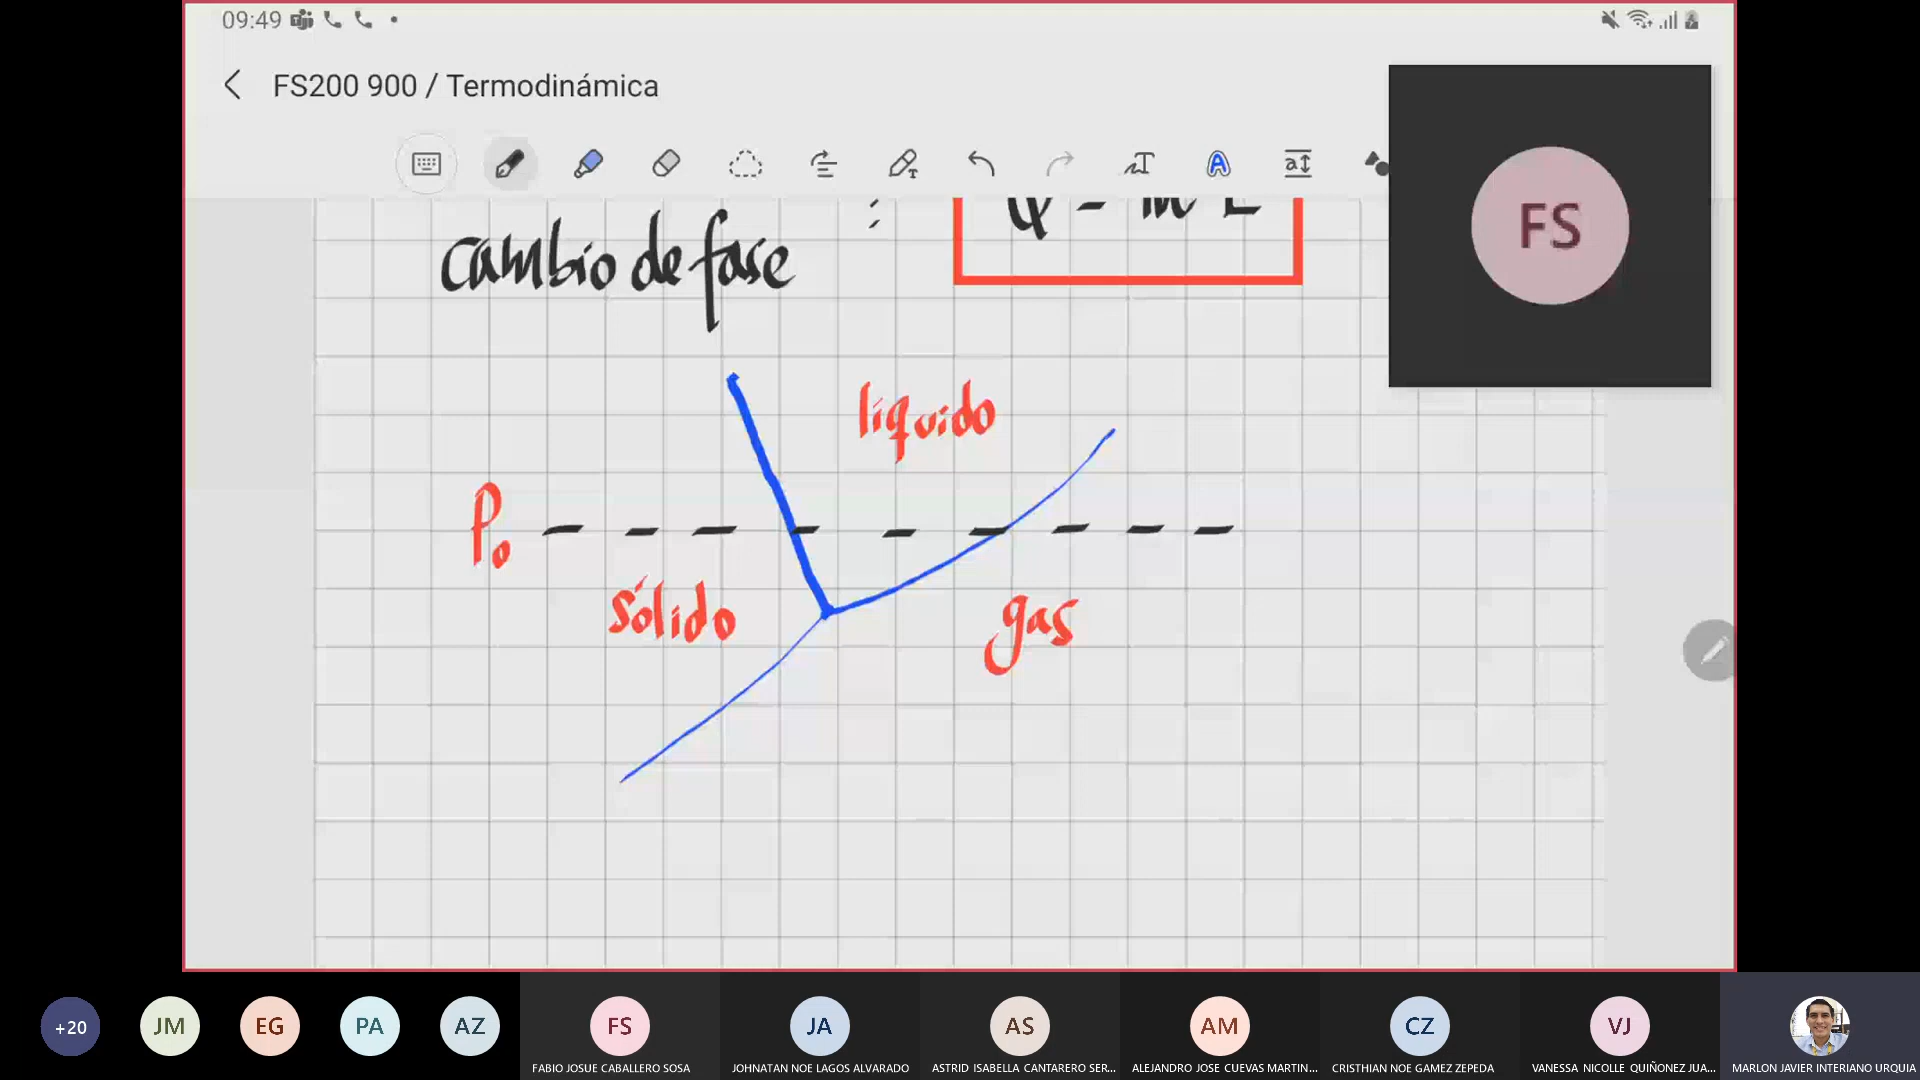 09:49
FS200 900 / Termodinámica
cambio de fase : Q = m L
FS
líquido
P₀
sólido
gas
+20
JM
EG
PA
AZ
FS
JA
AS
AM
CZ
VJ
FABIO JOSUE CABALLERO SOSA
JOHNATAN NOE LAGOS ALVARADO
ASTRID ISABELLA CANTARERO SER...
ALEJANDRO JOSE CUEVAS MARTIN...
CRISTHIAN NOE GAMEZ ZEPEDA
VANESSA NICOLLE QUIÑONEZ JUA...
MARLON JAVIER INTERIANO URQUIA